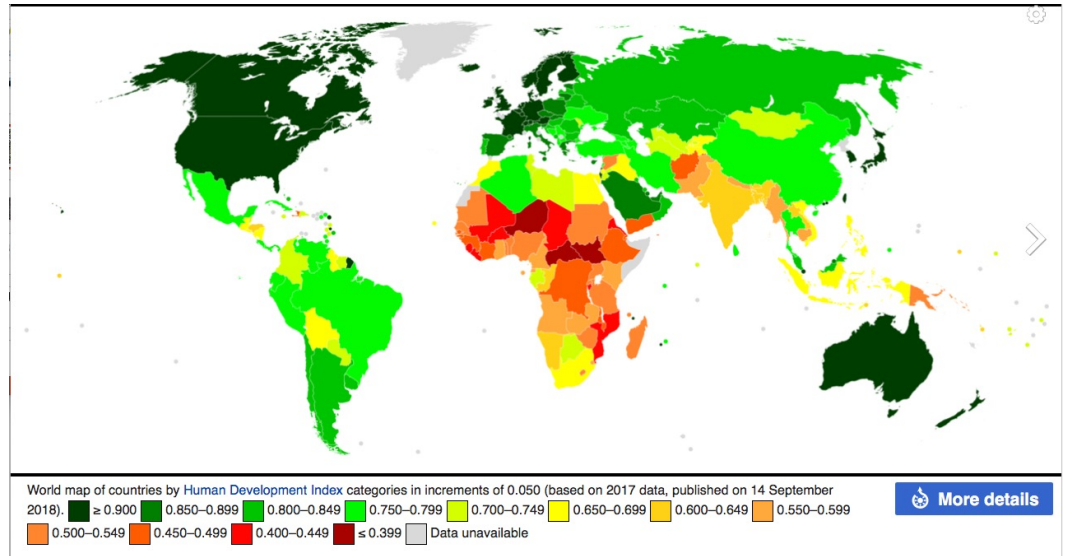 World map of countries by Human Development Index categories in increments of 0.050 (based on 2017 data, published on 14 September
2018). ≥ 0.900 0.850–0.899 0.800–0.849 0.750–0.799 0.700–0.749 0.650–0.699 0.600–0.649 0.550–0.599
0.500–0.549 0.450–0.499 0.400–0.449 ≤ 0.399 Data unavailable
More details